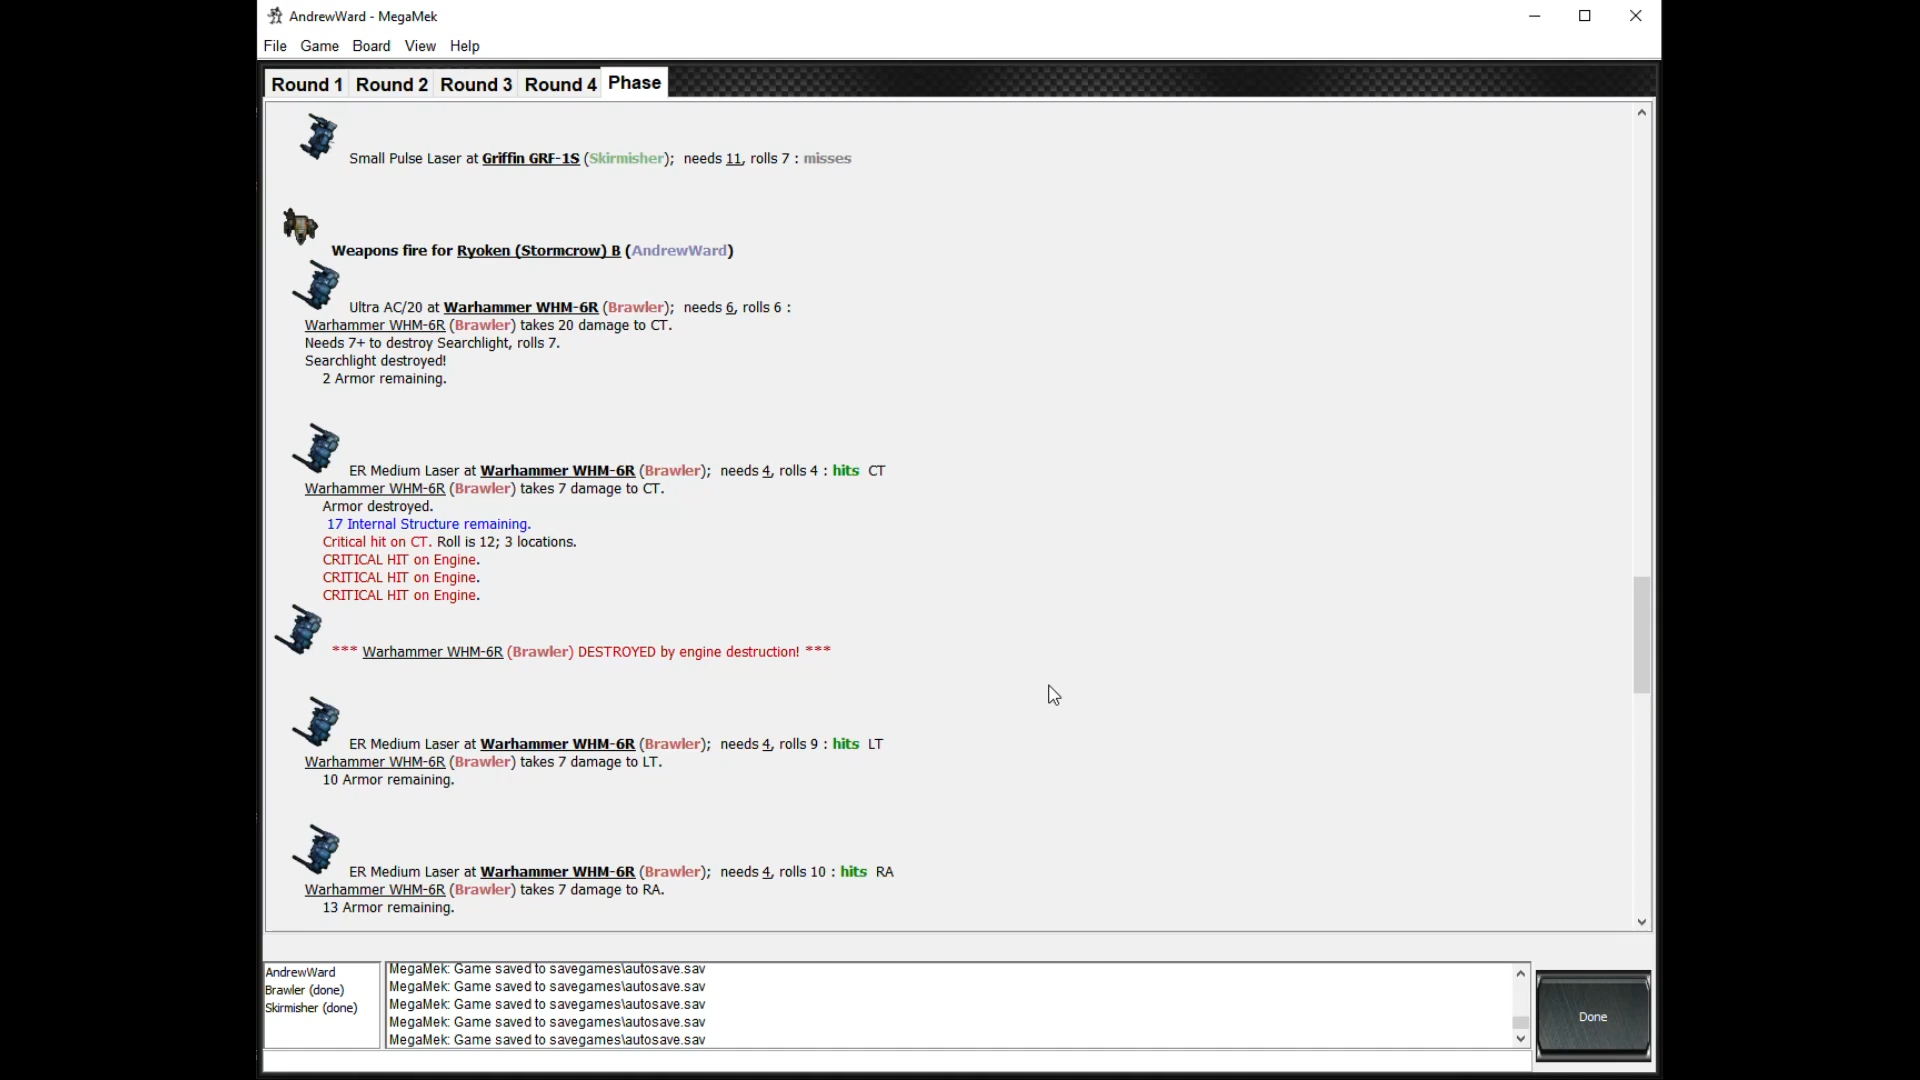 AndrewWard - MegaMek
File Game Board View Help
Round 1 Round 2 Round 3 Round 4 Phase
Small Pulse Laser at Griffin GRF-1S (Skirmisher); needs 11, rolls 7 : misses
Weapons fire for Ryoken (Stormcrow) B (AndrewWard)
Ultra AC/20 at Warhammer WHM-6R (Brawler); needs 6, rolls 6 :
Warhammer WHM-6R (Brawler) takes 20 damage to CT.
Needs 7+ to destroy Searchlight, rolls 7.
Searchlight destroyed!
2 Armor remaining.
ER Medium Laser at Warhammer WHM-6R (Brawler); needs 4, rolls 4 : hits CT
Warhammer WHM-6R (Brawler) takes 7 damage to CT.
Armor destroyed.
17 Internal Structure remaining.
Critical hit on CT. Roll is 12; 3 locations.
CRITICAL HIT on Engine.
CRITICAL HIT on Engine.
CRITICAL HIT on Engine.
*** Warhammer WHM-6R (Brawler) DESTROYED by engine destruction! ***
ER Medium Laser at Warhammer WHM-6R (Brawler); needs 4, rolls 9 : hits LT
Warhammer WHM-6R (Brawler) takes 7 damage to LT.
10 Armor remaining.
ER Medium Laser at Warhammer WHM-6R (Brawler); needs 4, rolls 10 : hits RA
Warhammer WHM-6R (Brawler) takes 7 damage to RA.
13 Armor remaining.
AndrewWard
Brawler (done)
Skirmisher (done)
MegaMek: Game saved to savegames\autosave.sav
MegaMek: Game saved to savegames\autosave.sav
MegaMek: Game saved to savegames\autosave.sav
MegaMek: Game saved to savegames\autosave.sav
MegaMek: Game saved to savegames\autosave.sav
Done